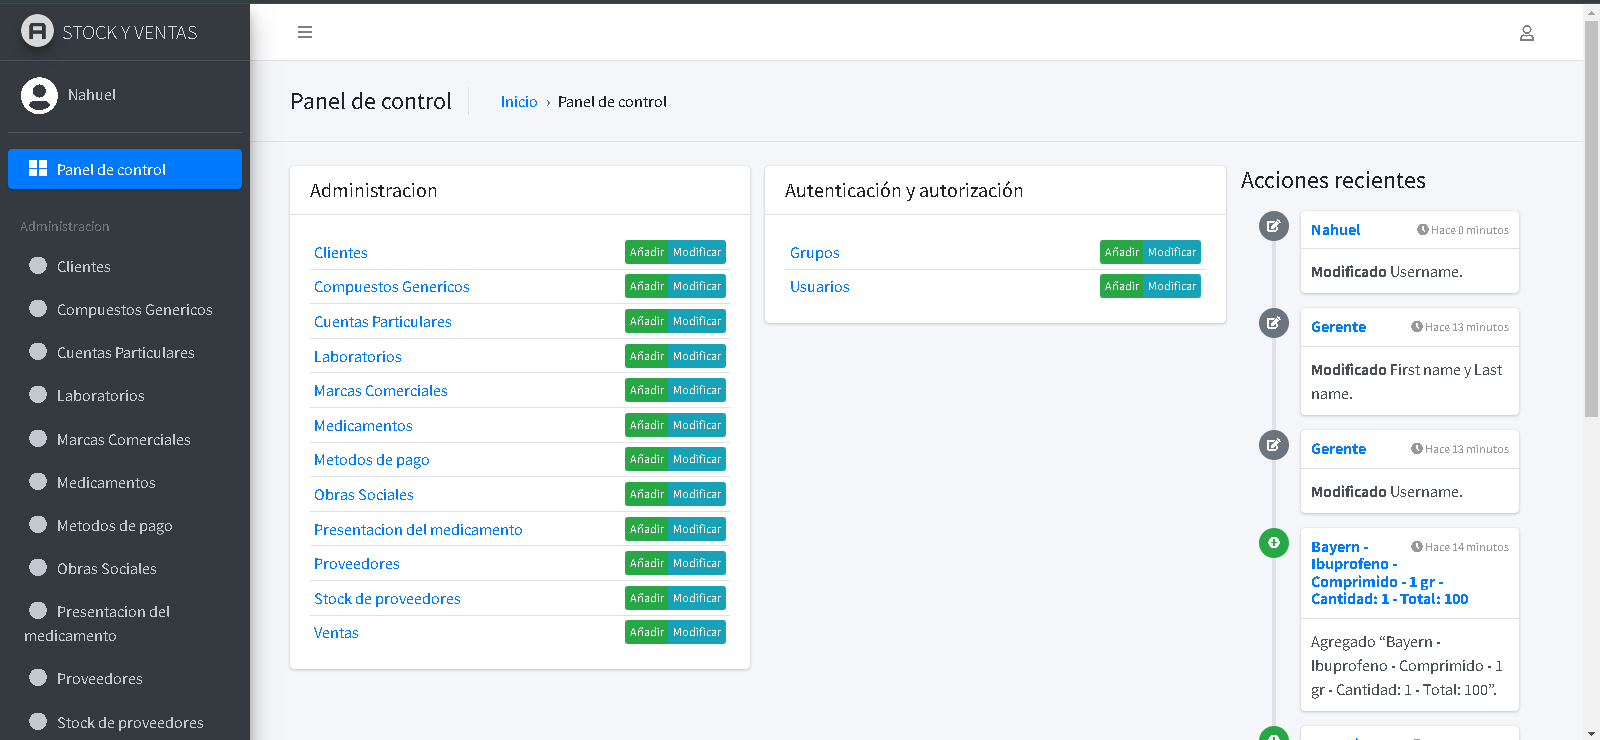 STOCK Y VENTAS
Nahuel
Panel de control
Administracion
Clientes
Compuestos Genericos
Cuentas Particulares
Laboratorios
Marcas Comerciales
Medicamentos
Metodos de pago
Obras Sociales
Presentacion del
medicamento
Proveedores
Stock de proveedores
Panel de control
Inicio › Panel de control
Administracion
Clientes Añadir Modificar
Compuestos Genericos Añadir Modificar
Cuentas Particulares Añadir Modificar
Laboratorios Añadir Modificar
Marcas Comerciales Añadir Modificar
Medicamentos Añadir Modificar
Metodos de pago Añadir Modificar
Obras Sociales Añadir Modificar
Presentacion del medicamento Añadir Modificar
Proveedores Añadir Modificar
Stock de proveedores Añadir Modificar
Ventas Añadir Modificar
Autenticación y autorización
Grupos Añadir Modificar
Usuarios Añadir Modificar
Acciones recientes
Nahuel Hace 0 minutos
Modificado Username.
Gerente Hace 13 minutos
Modificado First name y Last
name.
Gerente Hace 13 minutos
Modificado Username.
Bayern - Hace 14 minutos
Ibuprofeno -
Comprimido - 1 gr -
Cantidad: 1 - Total: 100
Agregado “Bayern -
Ibuprofeno - Comprimido - 1
gr - Cantidad: 1 - Total: 100”.